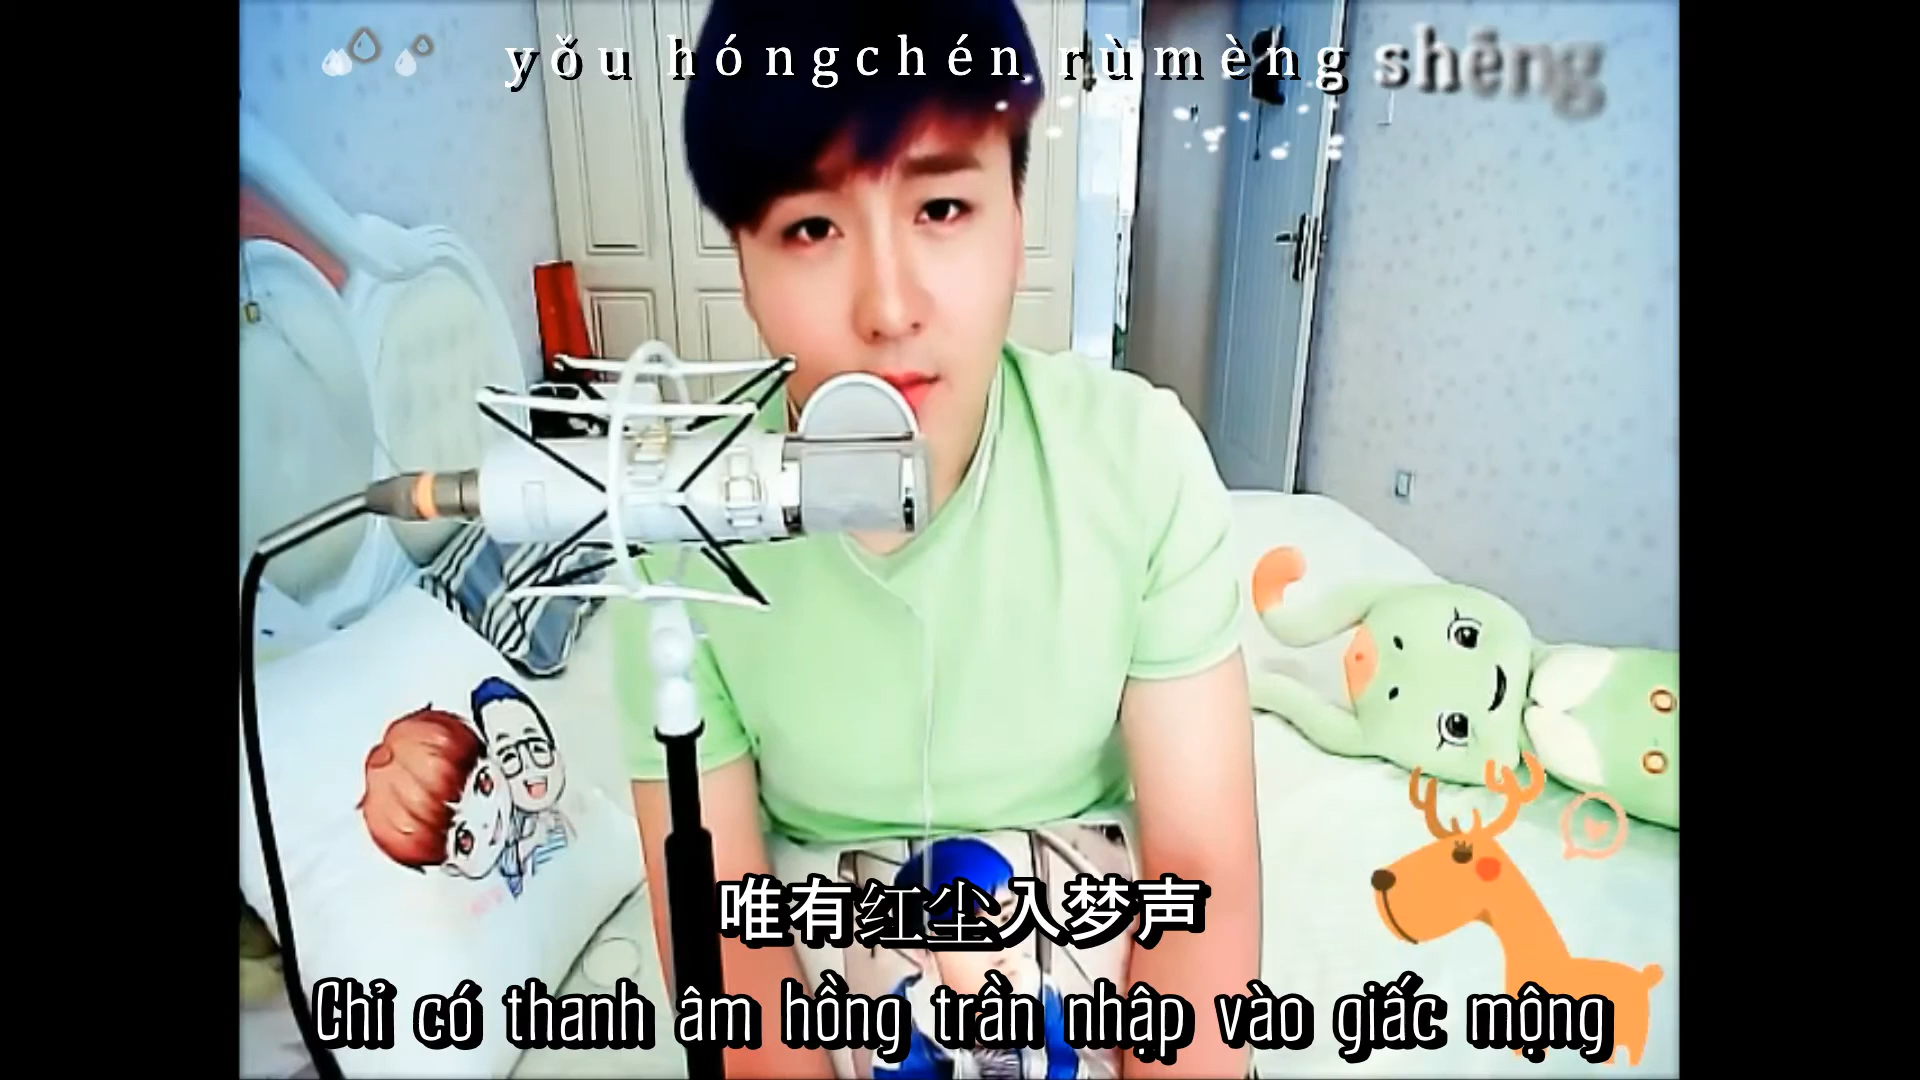 yǒu hóngchén rùmèng shēng
唯有红尘入梦声
Chỉ có thanh âm hồng trần nhập vào giấc mộng